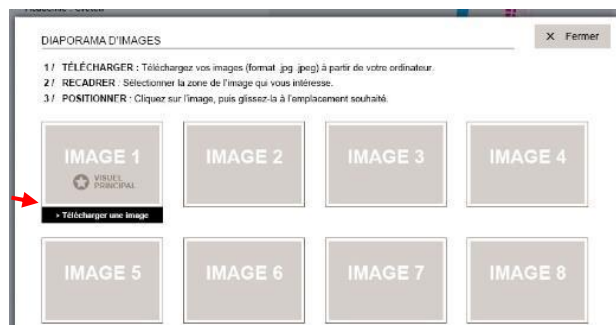 X Fermer
DIAPORAMA D'IMAGES
1 / TÉLÉCHARGER : Téléchargez vos images (format .jpg .jpeg) à partir de votre ordinateur.
2 / RECADRER : Sélectionner la zone de l'image qui vous intéresse.
3 / POSITIONNER : Cliquez sur l'image, puis glissez-la à l'emplacement souhaité.
IMAGE 1 IMAGE 2 IMAGE 3 IMAGE 4
VISUEL
PRINCIPAL
> Télécharger une image
IMAGE 5 IMAGE 6 IMAGE 7 IMAGE 8